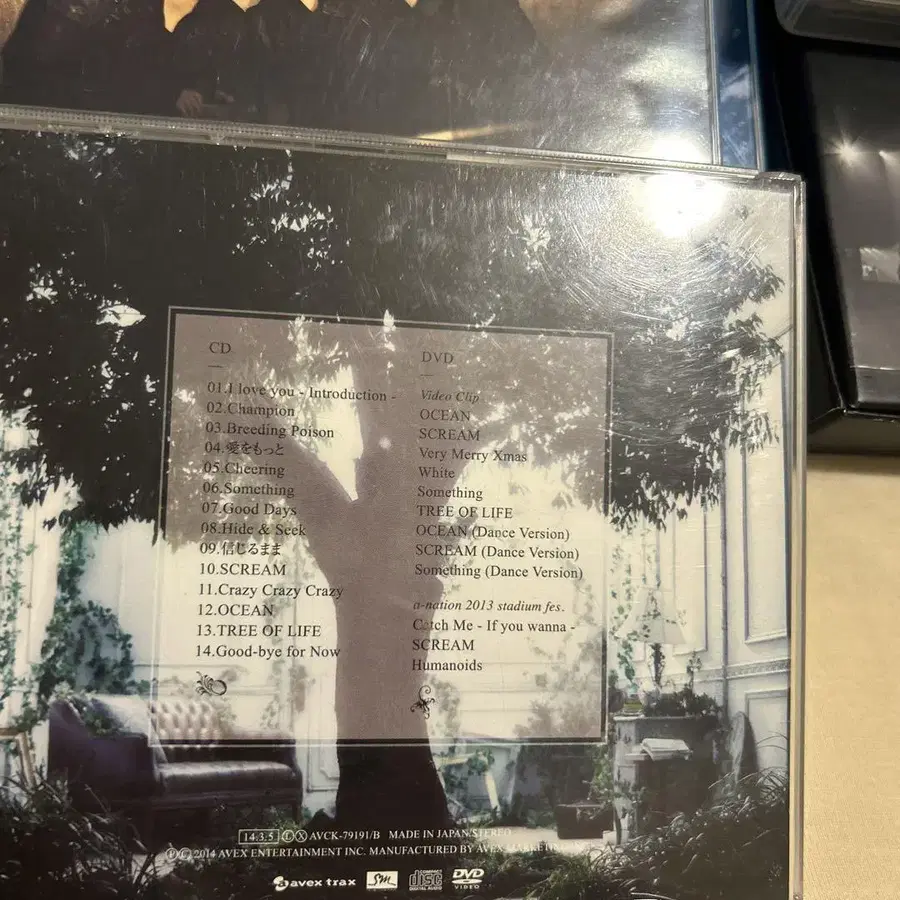 CD
01.I love you - Introduction -
02.Champion
03.Breeding Poison
04.愛をもっと
05.Cheering
06.Something
07.Good Days
08.Hide & Seek
09.信じるまま
10.SCREAM
11.Crazy Crazy Crazy
12.OCEAN
13.TREE OF LIFE
14.Good-bye for Now
DVD
Video Clip
OCEAN
SCREAM
Very Merry Xmas
White
Something
TREE OF LIFE
OCEAN (Dance Version)
SCREAM (Dance Version)
Something (Dance Version)
a-nation 2013 stadium fes.
Catch Me - If you wanna -
SCREAM
Humanoids
14.3.5 Ⓛ Ⓧ AVCK-79191/B MADE IN JAPAN/STEREO
Ⓟ Ⓒ 2014 AVEX ENTERTAINMENT INC. MANUFACTURED BY AVEX
avex trax SM COMPACT disc DIGITAL AUDIO DVD VIDEO